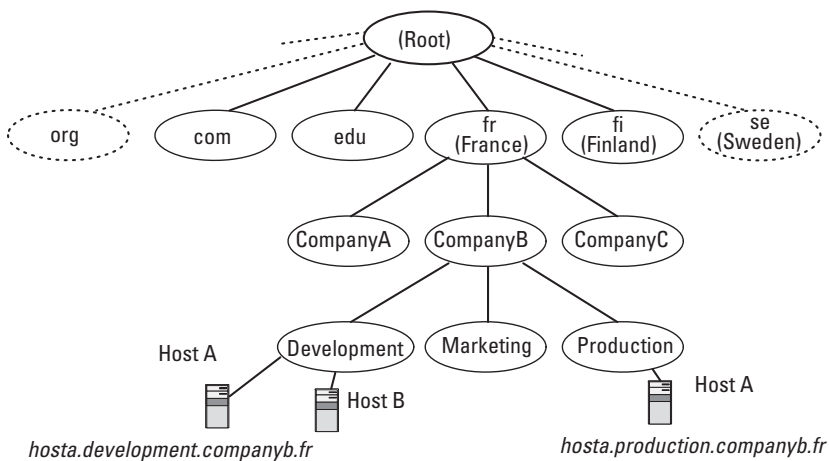 (Root)
org
com
edu
fr
(France)
fi
(Finland)
se
(Sweden)
CompanyA
CompanyB
CompanyC
Development
Marketing
Production
Host A
Host B
Host A
hosta.development.companyb.fr
hosta.production.companyb.fr